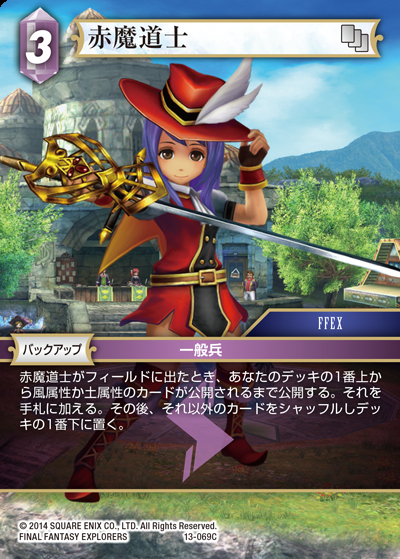 3
赤魔道士
FFEX
バックアップ
一般兵
赤魔道士がフィールドに出たとき、あなたのデッキの1番上か
ら風属性か土属性のカードが公開されるまで公開する。それを
手札に加える。その後、それ以外のカードをシャッフルしデッ
キの1番下に置く。
© 2014 SQUARE ENIX CO., LTD. All Rights Reserved.
FINAL FANTASY EXPLORERS
13-069C